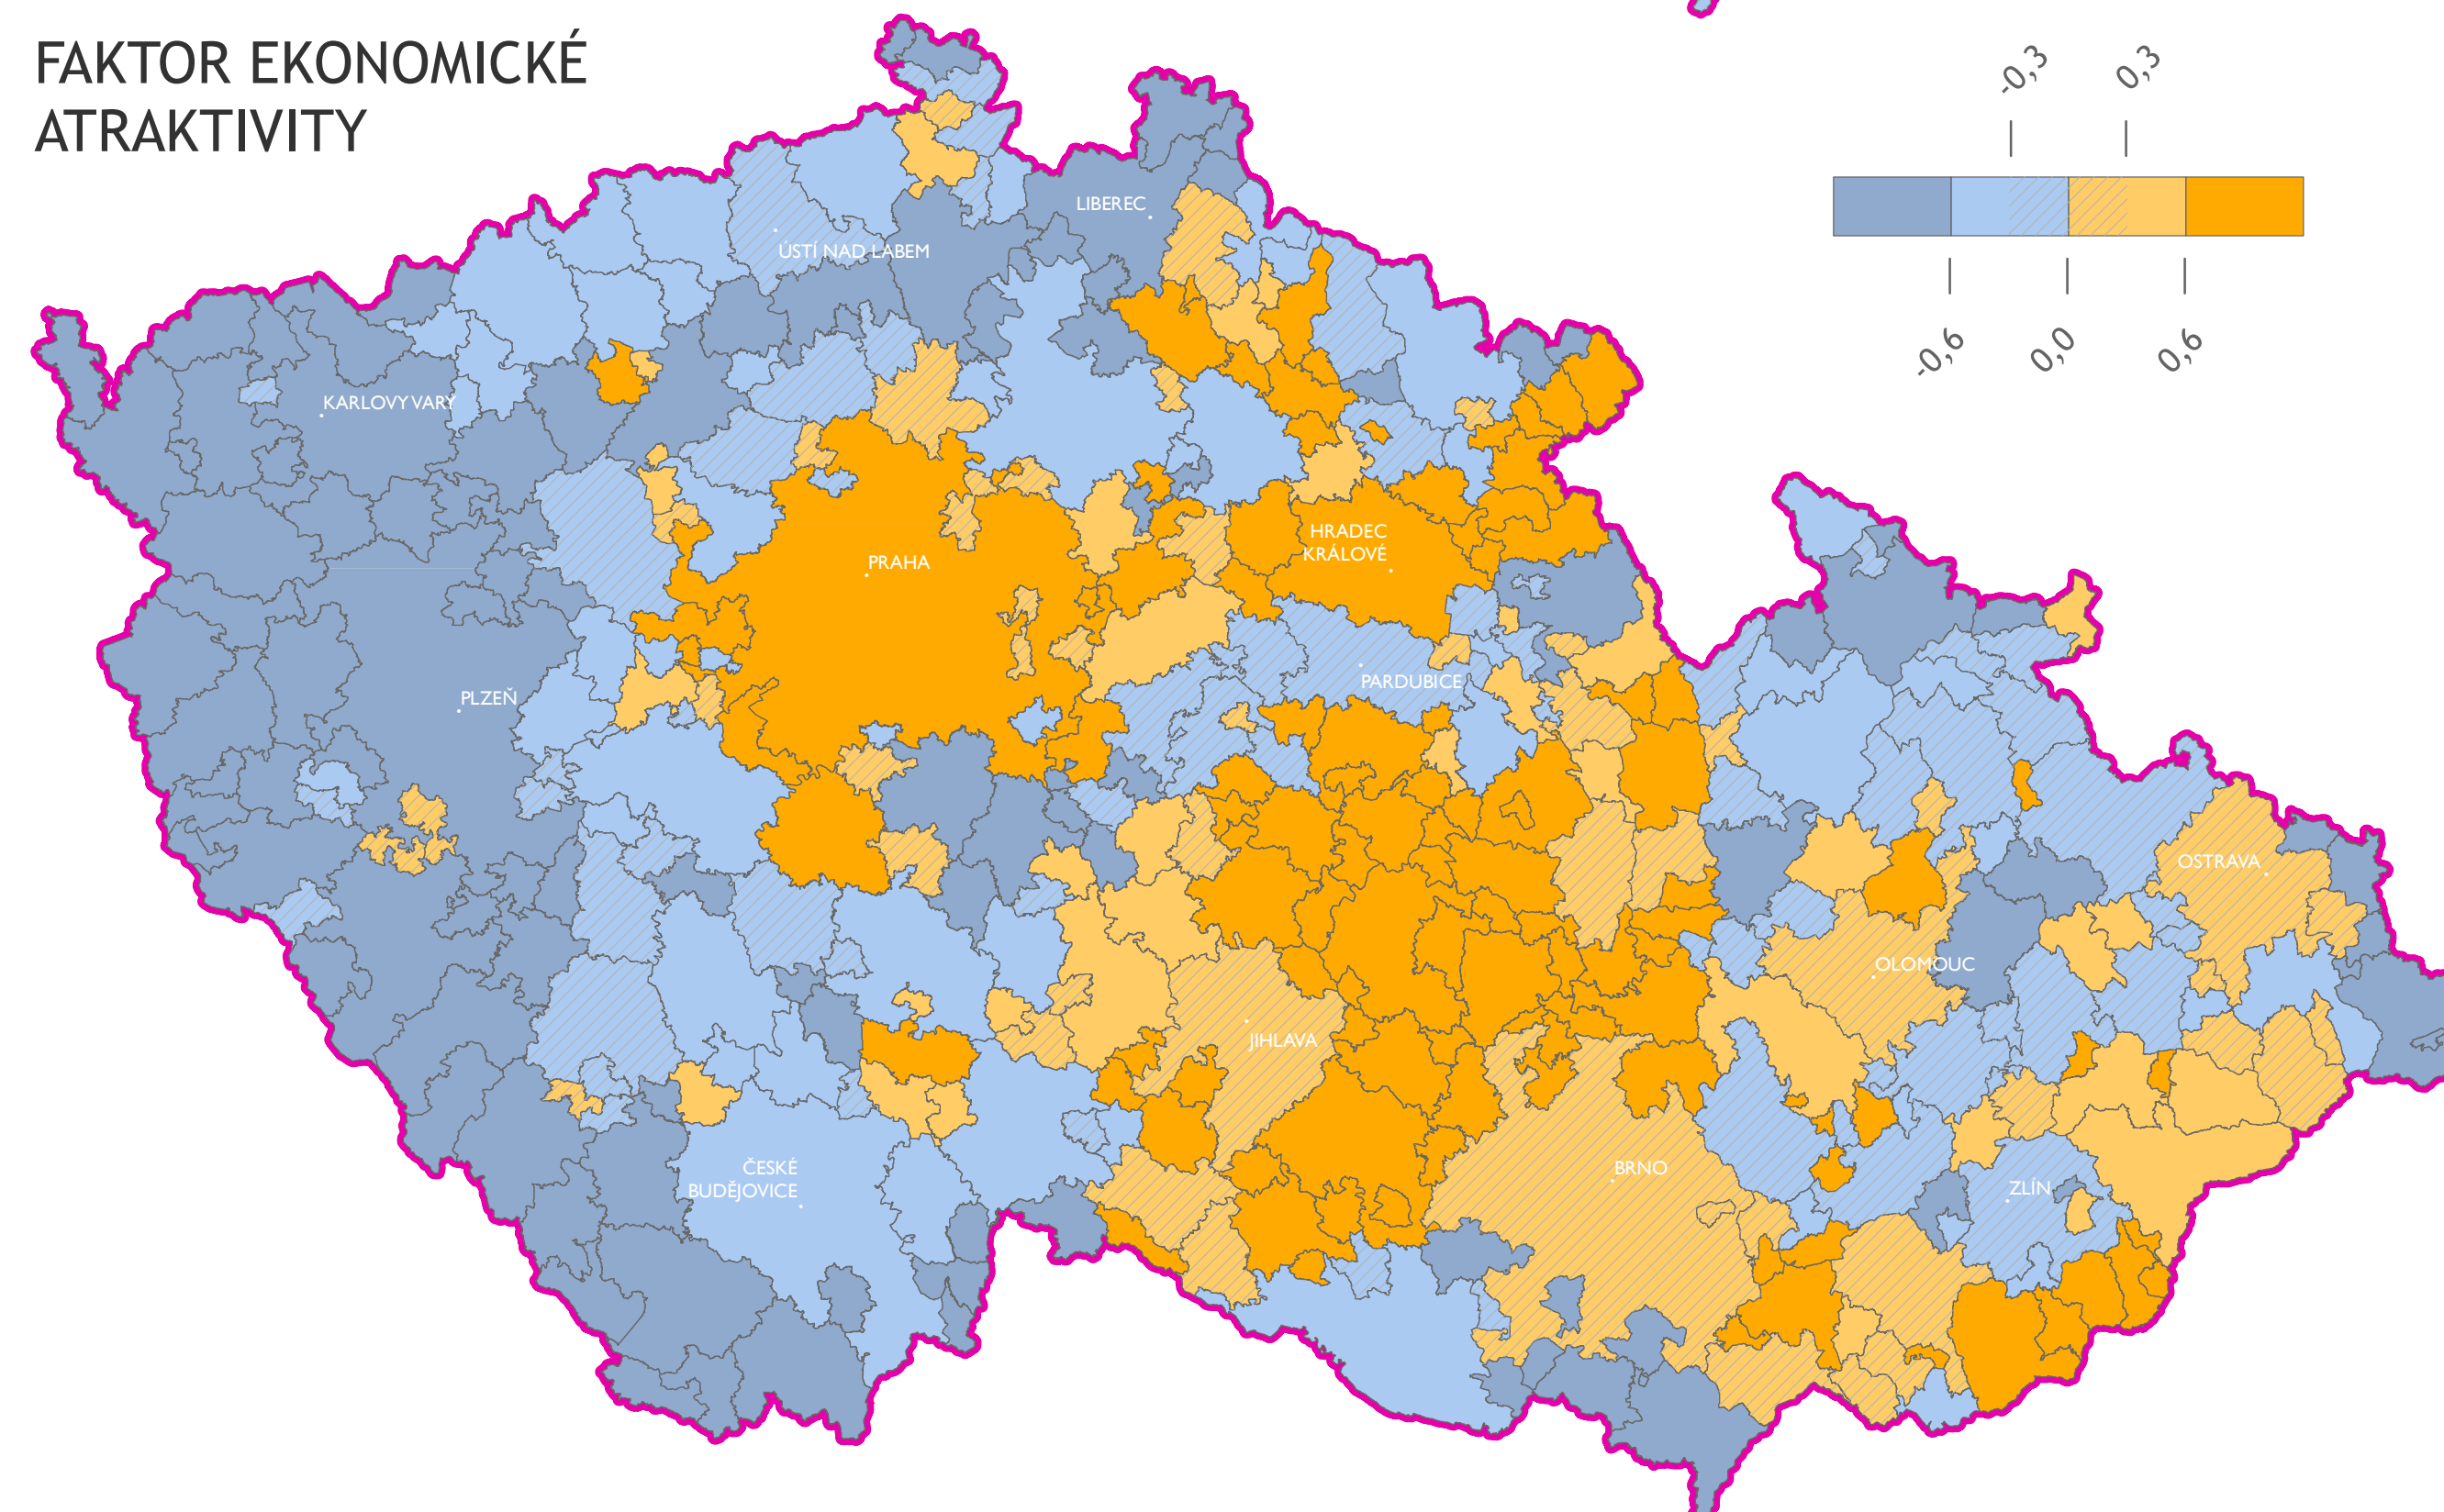 FAKTOR EKONOMICKÉ
ATRAKTIVITY
-0,3
0,3
-0,6
0,0
0,6
LIBEREC
ÚSTÍ NAD LABEM
KARLOVY VARY
HRADEC
KRÁLOVÉ
PRAHA
PARDUBICE
PLZEŇ
OSTRAVA
OLOMOUC
JIHLAVA
ČESKÉ
BUDĚJOVICE
BRNO
ZLÍN